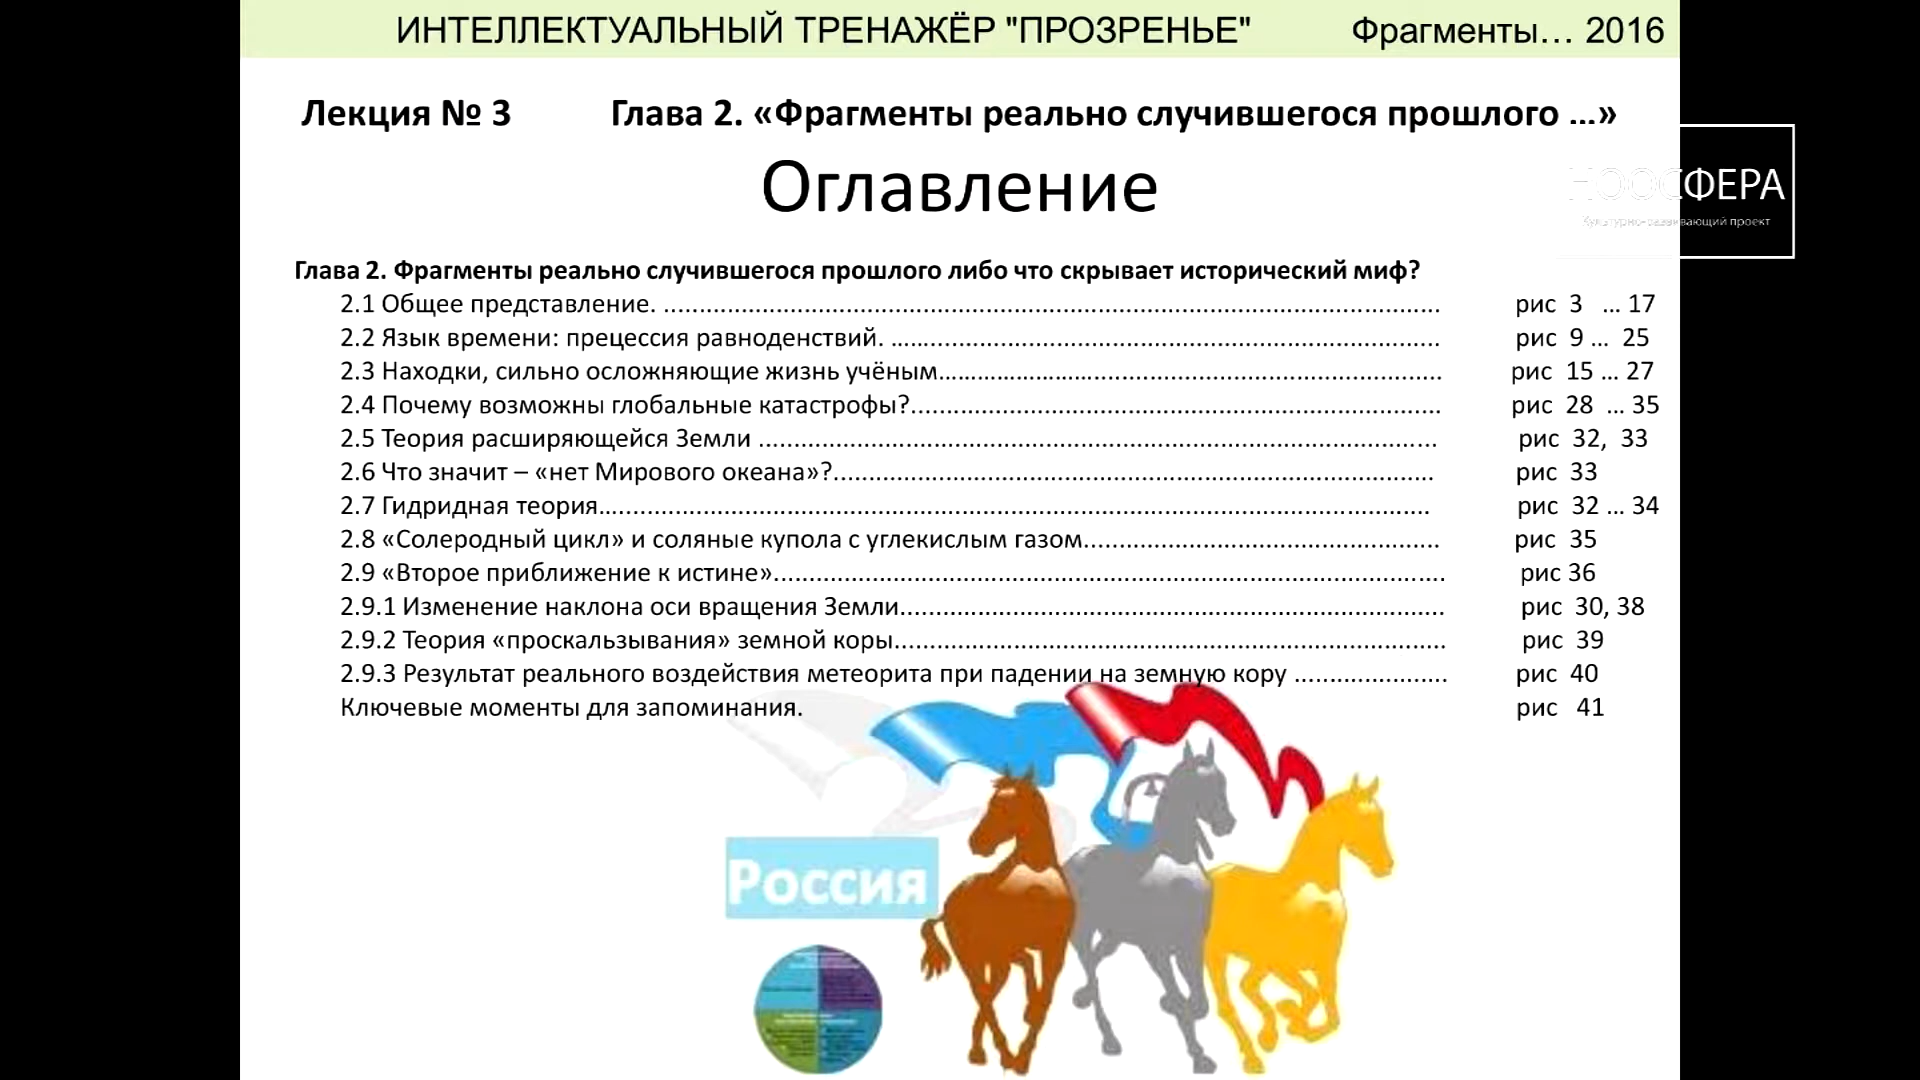 ИНТЕЛЛЕКТУАЛЬНЫЙ ТРЕНАЖЁР "ПРОЗРЕНЬЕ" Фрагменты... 2016
Лекция № 3 Глава 2. «Фрагменты реально случившегося прошлого ...»
Оглавление
НООСФЕРА
Культурно-развивающий проект
Глава 2. Фрагменты реально случившегося прошлого либо что скрывает исторический миф?
2.1 Общее представление. ........................ рис 3 ... 17
2.2 Язык времени: прецессия равноденствий. ........................ рис 9 ... 25
2.3 Находки, сильно осложняющие жизнь учёным........................ рис 15 ... 27
2.4 Почему возможны глобальные катастрофы?........................ рис 28 ... 35
2.5 Теория расширяющейся Земли ........................ рис 32, 33
2.6 Что значит – «нет Мирового океана»?........................ рис 33
2.7 Гидридная теория........................ рис 32 ... 34
2.8 «Солеродный цикл» и соляные купола с углекислым газом........................ рис 35
2.9 «Второе приближение к истине»........................ рис 36
2.9.1 Изменение наклона оси вращения Земли........................ рис 30, 38
2.9.2 Теория «проскальзывания» земной коры........................ рис 39
2.9.3 Результат реального воздействия метеорита при падении на земную кору ..................... рис 40
Ключевые моменты для запоминания. рис 41
Россия